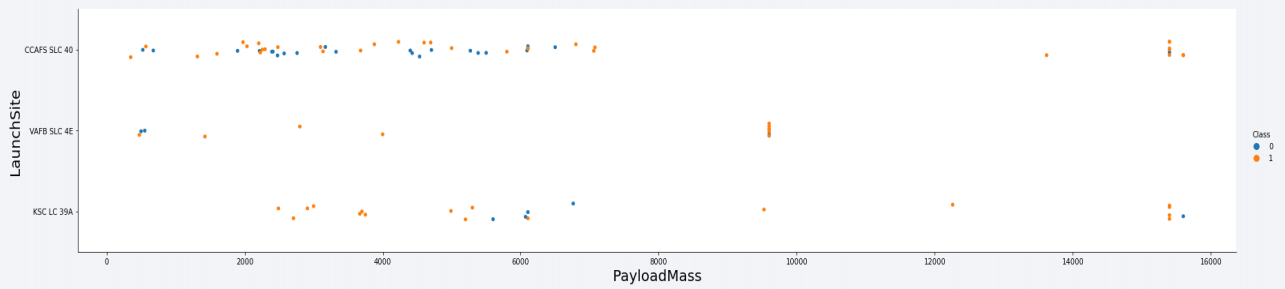 LaunchSite
CCAFS SLC 40
VAFB SLC 4E
KSC LC 39A
0 2000 4000 6000 8000 10000 12000 14000 16000
PayloadMass
Class
0
1